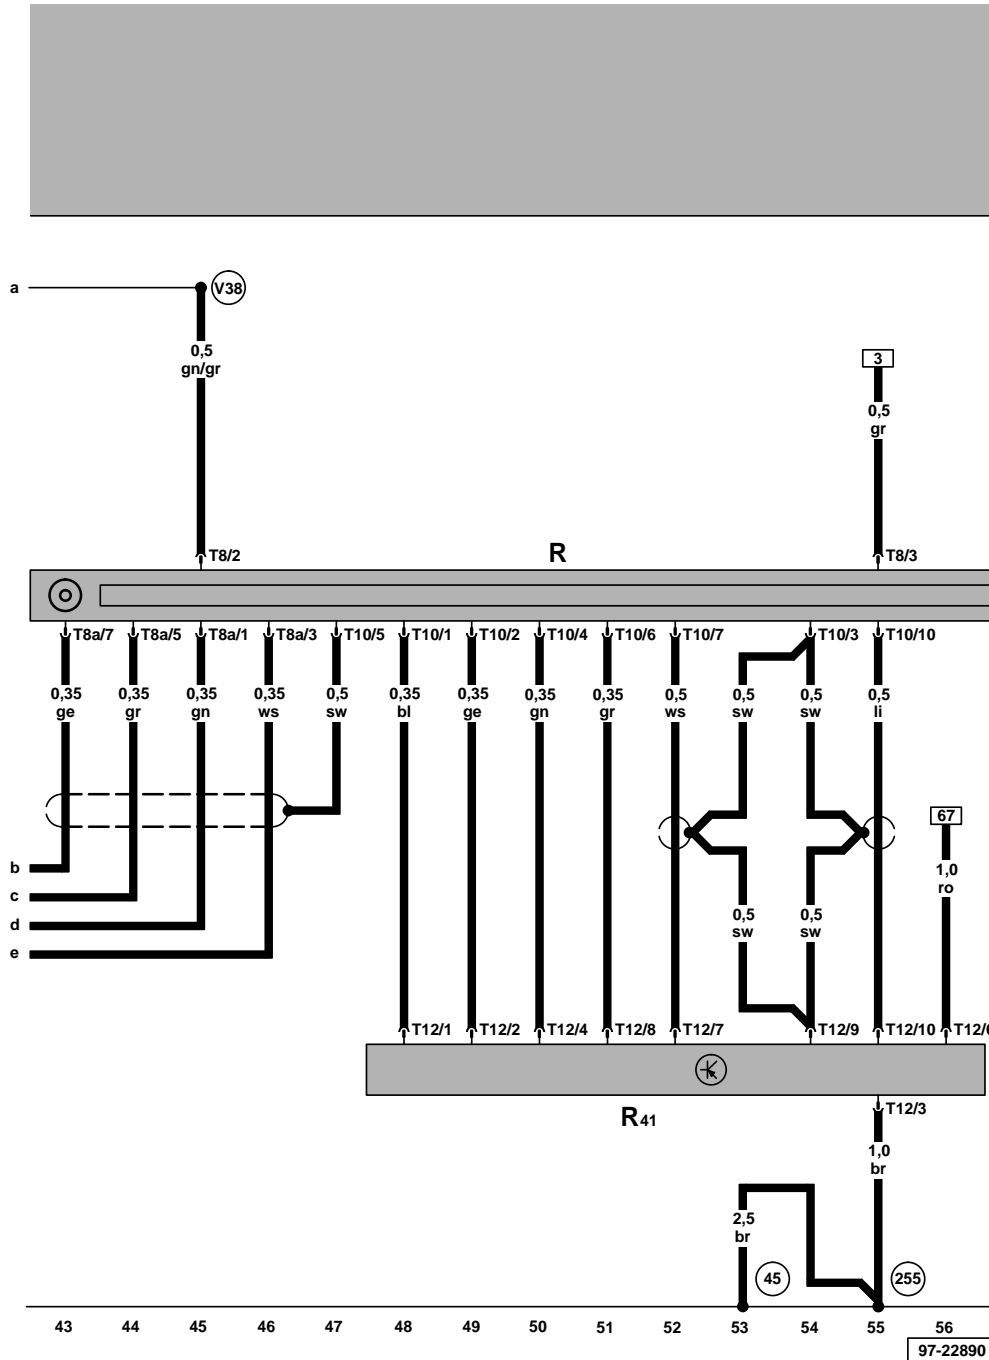 a
V38
0,5
gn/gr
3
0,5
gr
T8/2
R
T8/3
T8a/7 T8a/5 T8a/1 T8a/3 T10/5 T10/1 T10/2 T10/4 T10/6 T10/7 T10/3 T10/10
0,35 0,35 0,35 0,35 0,5 0,35 0,35 0,35 0,35 0,5 0,5 0,5 0,5
ge gr gn ws sw bl ge gn gr ws sw sw li
67
b
1,0
ro
c
0,5 0,5
sw sw
d
e
T12/1 T12/2 T12/4 T12/8 T12/7 T12/9 T12/10 T12/6
R41
T12/3
1,0
br
2,5
br
45
255
43 44 45 46 47 48 49 50 51 52 53 54 55 56
97-22890